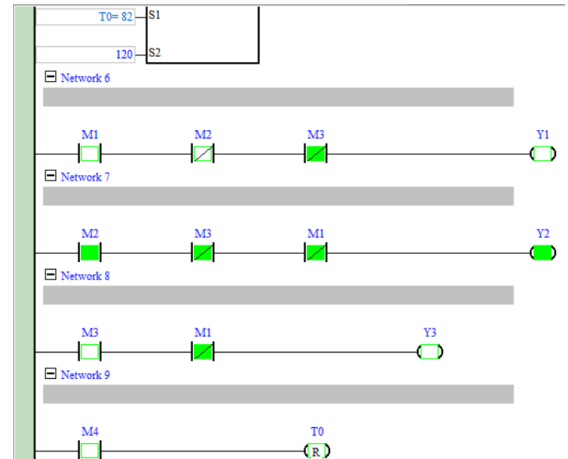 T0= 82 S1
120 S2
Network 6
M1 M2 M3 Y1
Network 7
M2 M3 M1 Y2
Network 8
M3 M1 Y3
Network 9
M4 T0
R